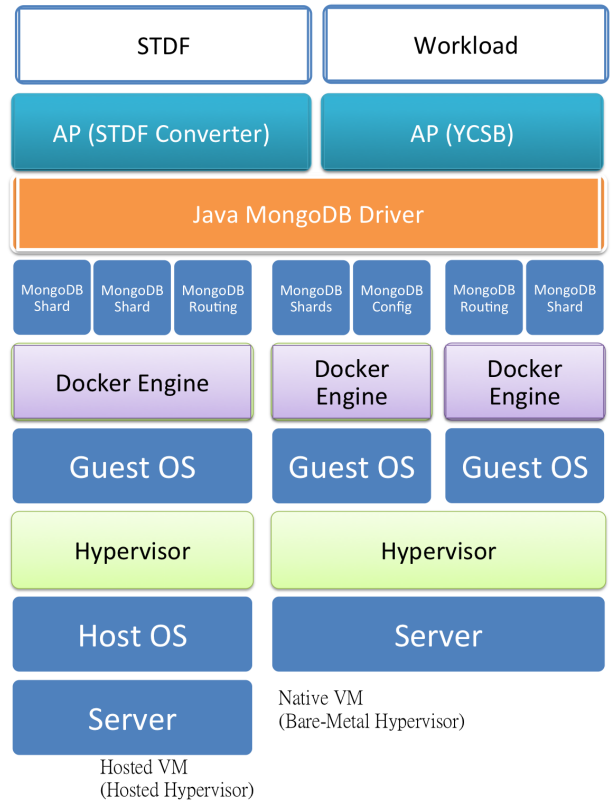 STDF
Workload
AP (STDF Converter)
AP (YCSB)
Java MongoDB Driver
MongoDB
Shard
MongoDB
Shard
MongoDB
Routing
MongoDB
Shards
MongoDB
Config
MongoDB
Routing
MongoDB
Shard
Docker Engine
Docker
Engine
Docker
Engine
Guest OS
Guest OS
Guest OS
Hypervisor
Hypervisor
Host OS
Server
Server
Native VM
(Bare-Metal Hypervisor)
Hosted VM
(Hosted Hypervisor)